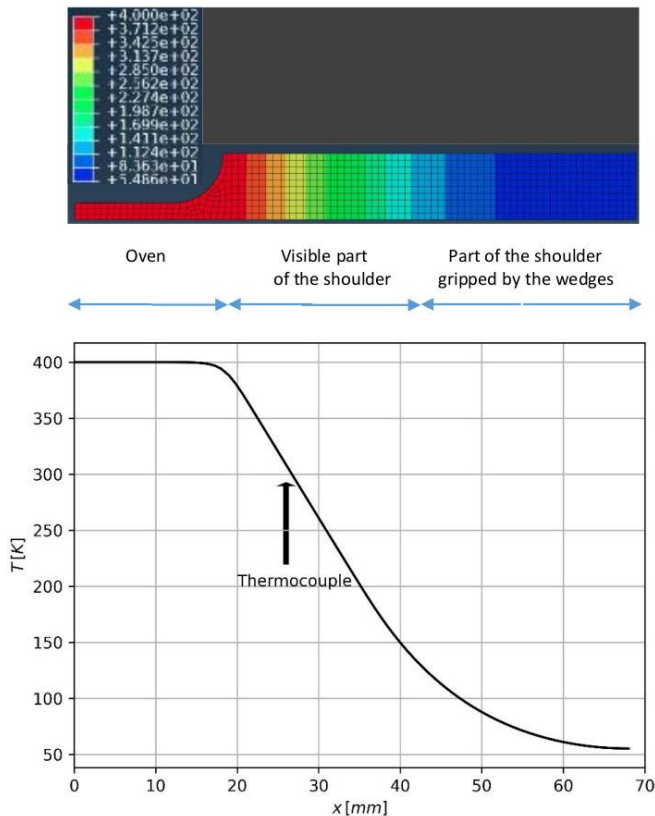 +4.000e+02
+3.712e+02
+3.425e+02
+3.137e+02
+2.850e+02
+2.562e+02
+2.274e+02
+1.987e+02
+1.699e+02
+1.411e+02
+1.124e+02
+8.363e+01
+5.486e+01
Oven
Visible part
of the shoulder
Part of the shoulder
gripped by the wedges
400
350
300
250
200
150
100
50
T [K]
Thermocouple
0 10 20 30 40 50 60 70
x [mm]